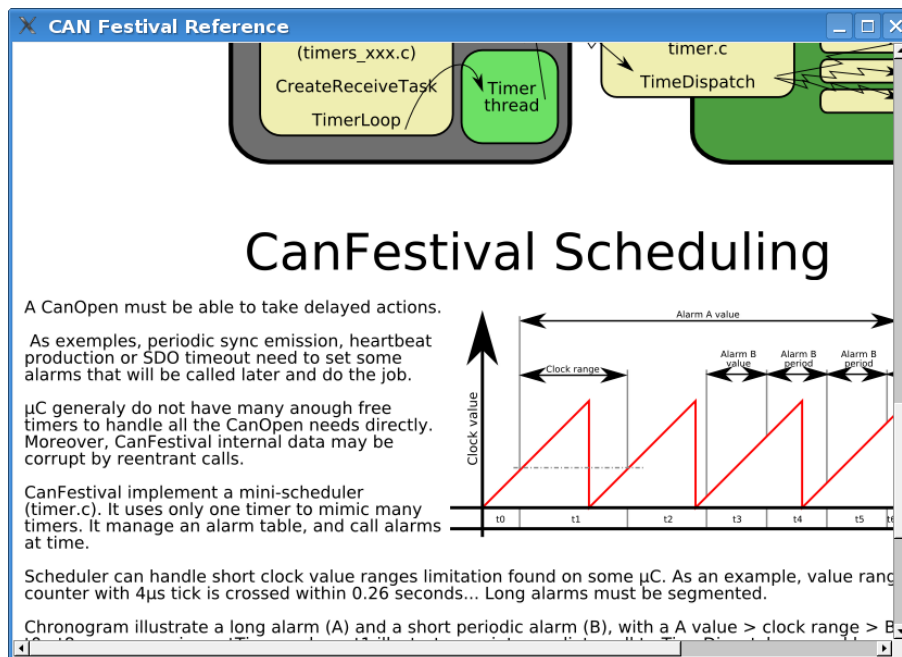 CAN Festival Reference
(timers_xxx.c)
CreateReceiveTask
TimerLoop
Timer
thread
timer.c
TimeDispatch
CanFestival Scheduling
A CanOpen must be able to take delayed actions.
As exemples, periodic sync emission, heartbeat
production or SDO timeout need to set some
alarms that will be called later and do the job.
µC generaly do not have many anough free
timers to handle all the CanOpen needs directly.
Moreover, CanFestival internal data may be
corrupt by reentrant calls.
CanFestival implement a mini-scheduler
(timer.c). It uses only one timer to mimic many
timers. It manage an alarm table, and call alarms
at time.
Alarm A value
Clock range
Alarm B
value
Alarm B
period
Alarm B
period
Clock value
t0
t1
t2
t3
t4
t5
Scheduler can handle short clock value ranges limitation found on some µC. As an example, value
counter with 4µs tick is crossed within 0.26 seconds... Long alarms must be segmented.
Chronogram illustrate a long alarm (A) and a short periodic alarm (B), with a A value > clock range > B